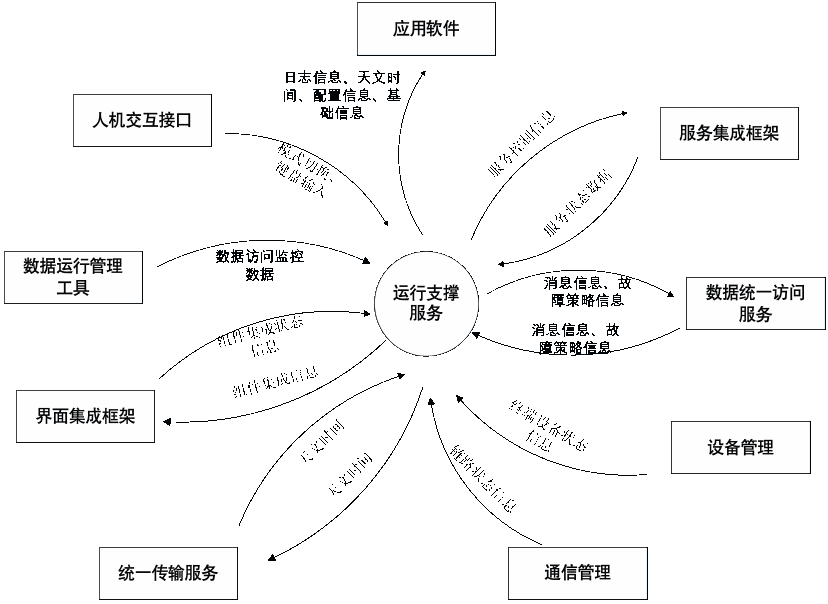 应用软件
日志信息、天文时
间、配置信息、基
础信息
人机交互接口
模式切换、
键盘输入
服务控制信息
服务集成框架
服务状态数据
数据运行管理
工具
数据访问监控
数据
运行支撑
服务
消息信息、故
障策略信息
数据统一访问
服务
消息信息、故
障策略信息
组件集成状态
信息
组件集成信息
界面集成框架
天文时间
天文时间
终端设备状态
信息
链路状态信息
设备管理
统一传输服务
通信管理